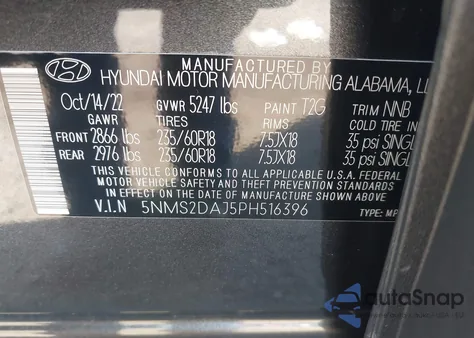 MANUFACTURED BY
HYUNDAI MOTOR MANUFACTURING ALABAMA,
Oct/14/22 GVWR 5247 lbs PAINT T2G TRIM NNB
GAWR TIRES RIMS COLD TIRE IN
FRONT 2866 lbs 235/60R18 7.5JX18 35 psi SINGL
REAR 2976 lbs 235/60R18 7.5JX18 35 psi SINGL
THIS VEHICLE CONFORMS TO ALL APPLICABLE U.S.A. FEDERAL
MOTOR VEHICLE SAFETY AND THEFT PREVENTION STANDARDS IN
EFFECT ON THE DATE OF MANUFACTURE SHOWN ABOVE.
V.I.N 5NMS2DAJ5PH516396 TYPE: MP
autoSnap